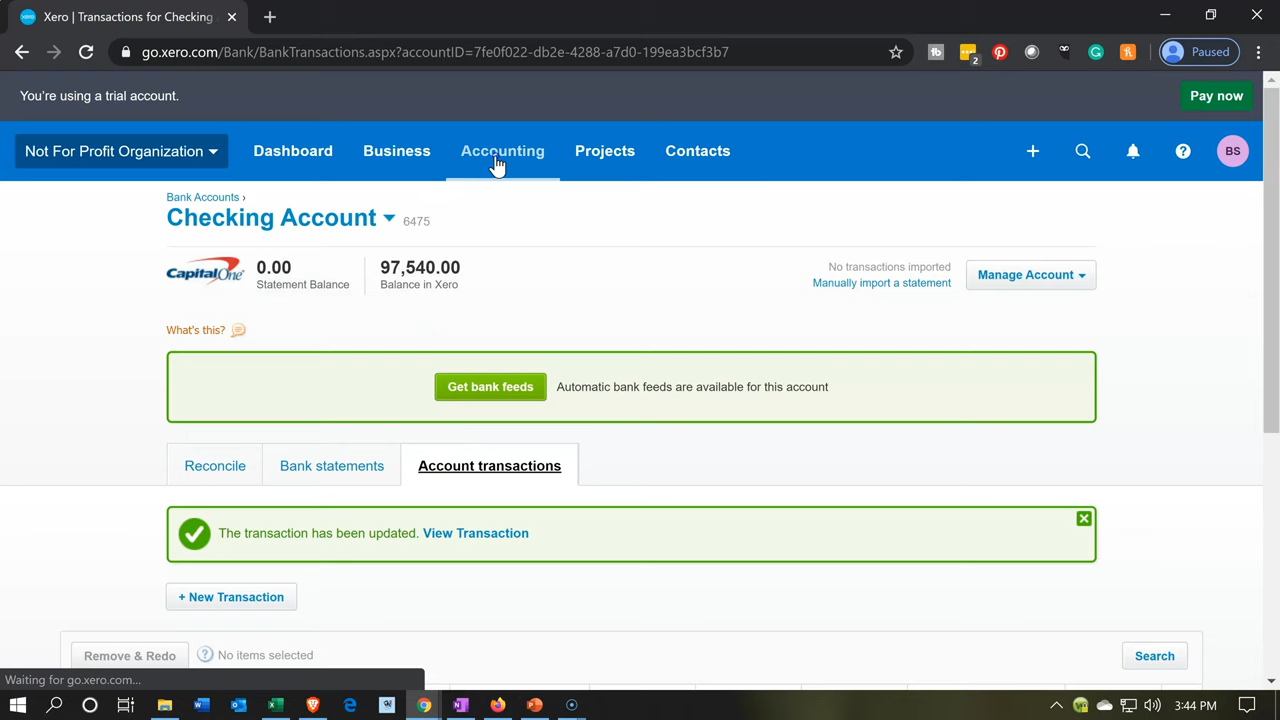 Xero | Transactions for Checking
go.xero.com/Bank/BankTransactions.aspx?accountID=7fe0f022-db2e-4288-a7d0-199ea3bcf3b7
2
Paused
You're using a trial account.
Pay now
Not For Profit Organization
Dashboard
Business
Accounting
Projects
Contacts
BS
Bank Accounts ›
Checking Account
6475
CapitalOne
0.00
Statement Balance
97,540.00
Balance in Xero
No transactions imported
Manually import a statement
Manage Account
What's this?
Get bank feeds
Automatic bank feeds are available for this account
Reconcile
Bank statements
Account transactions
The transaction has been updated. View Transaction
+ New Transaction
Remove & Redo
No items selected
Search
Waiting for go.xero.com...
3:44 PM